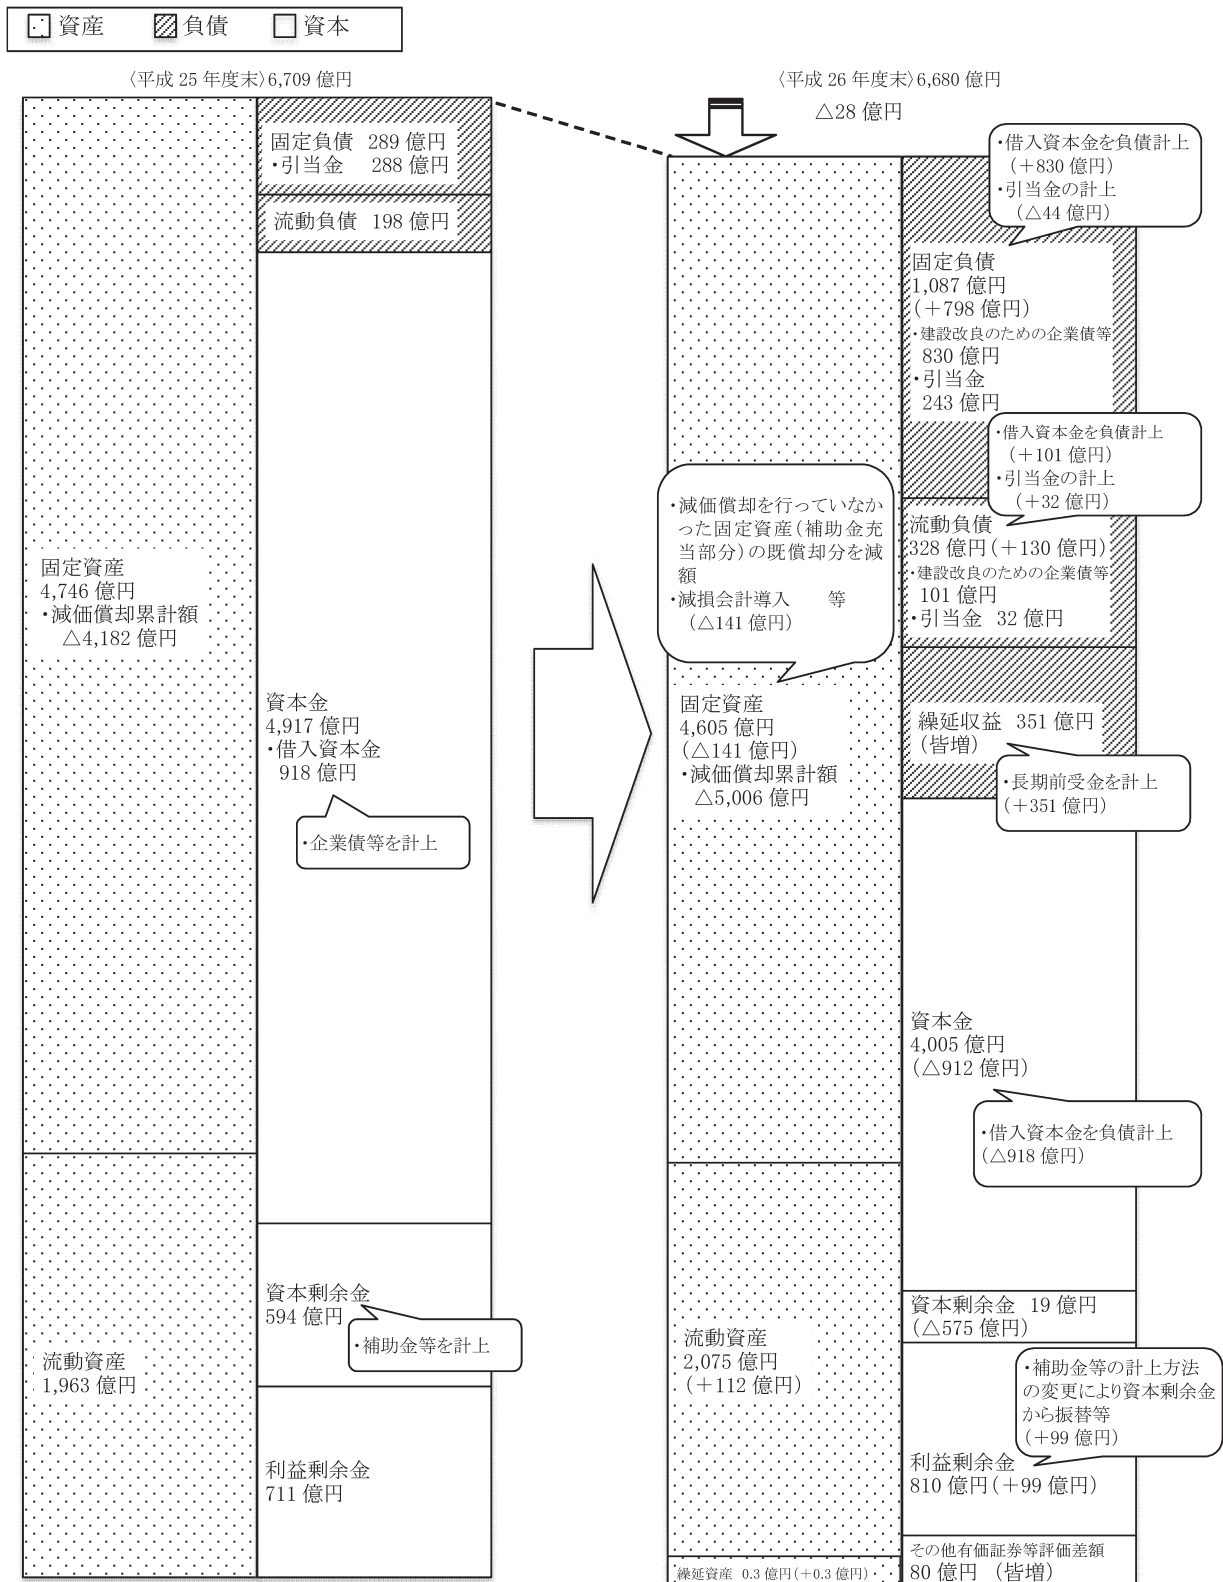 資産 負債 資本
〈平成 25 年度末〉6,709 億円
固定資産
4,746 億円
・減価償却累計額
△4,182 億円
流動資産
1,963 億円
固定負債 289 億円
・引当金 288 億円
流動負債 198 億円
資本金
4,917 億円
・借入資本金
918 億円
・企業債等を計上
資本剰余金
594 億円
・補助金等を計上
利益剰余金
711 億円
〈平成 26 年度末〉6,680 億円
△28 億円
・減価償却を行っていなか
った固定資産(補助金充
当部分)の既償却分を減
額
・減損会計導入 等
(△141 億円)
固定資産
4,605 億円
(△141 億円)
・減価償却累計額
△5,006 億円
流動資産
2,075 億円
(+112 億円)
繰延資産 0.3 億円(+0.3 億円)
・借入資本金を負債計上
(+830 億円)
・引当金の計上
(△44 億円)
固定負債
1,087 億円
(+798 億円)
・建設改良のための企業債等
830 億円
・引当金
243 億円
・借入資本金を負債計上
(+101 億円)
・引当金の計上
(+32 億円)
流動負債
328 億円(+130 億円)
・建設改良のための企業債等
101 億円
・引当金 32 億円
繰延収益 351 億円
(皆増)
・長期前受金を計上
(+351 億円)
資本金
4,005 億円
(△912 億円)
・借入資本金を負債計上
(△918 億円)
資本剰余金 19 億円
(△575 億円)
・補助金等の計上方法
の変更により資本剰余金
から振替等
(+99 億円)
利益剰余金
810 億円(+99 億円)
その他有価証券等評価差額
80 億円 (皆増)